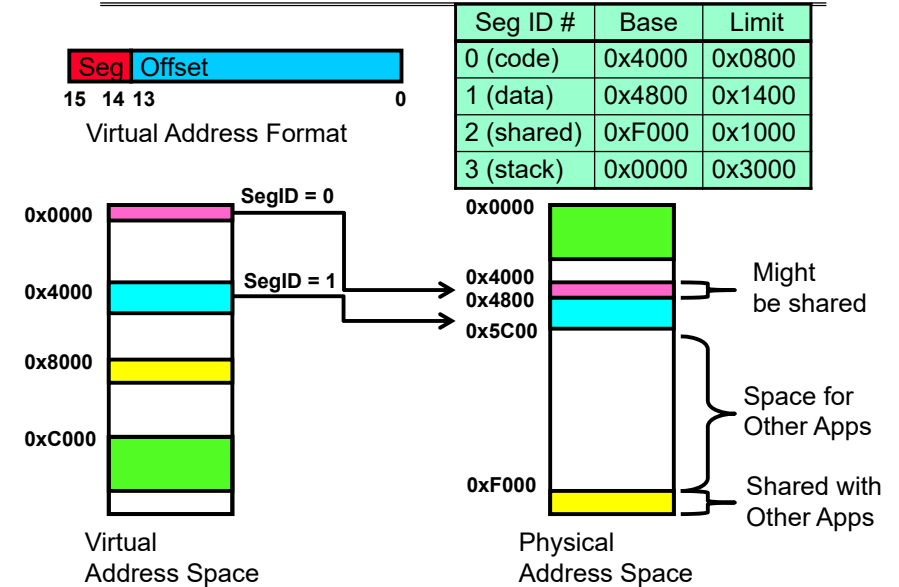 Seg ID # Base Limit
0 (code) 0x4000 0x0800
1 (data) 0x4800 0x1400
2 (shared) 0xF000 0x1000
3 (stack) 0x0000 0x3000
Seg Offset
15 14 13 0
Virtual Address Format
0x0000
0x4000
0x8000
0xC000
SegID = 0
SegID = 1
Virtual
Address Space
0x0000
0x4000
0x4800
0x5C00
0xF000
Physical
Address Space
Might
be shared
Space for
Other Apps
Shared with
Other Apps